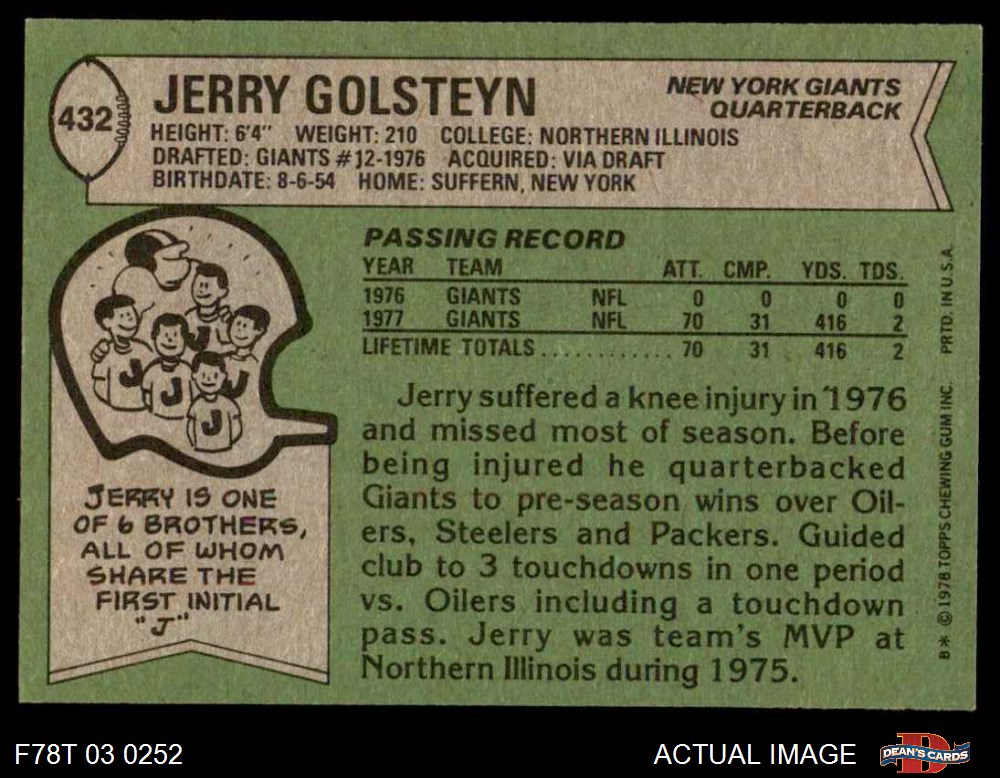 432
JERRY GOLSTEYN
NEW YORK GIANTS
QUARTERBACK
HEIGHT: 6'4" WEIGHT: 210 COLLEGE: NORTHERN ILLINOIS
DRAFTED: GIANTS #12-1976 ACQUIRED: VIA DRAFT
BIRTHDATE: 8-6-54 HOME: SUFFERN, NEW YORK
J
J
J
J
J
JERRY IS ONE
OF 6 BROTHERS,
ALL OF WHOM
SHARE THE
FIRST INITIAL
"J"
PASSING RECORD
YEAR TEAM ATT. CMP. YDS. TDS.
1976 GIANTS NFL 0 0 0 0
1977 GIANTS NFL 70 31 416 2
LIFETIME TOTALS............ 70 31 416 2
Jerry suffered a knee injury in 1976
and missed most of season. Before
being injured he quarterbacked
Giants to pre-season wins over Oil-
ers, Steelers and Packers. Guided
club to 3 touchdowns in one period
vs. Oilers including a touchdown
pass. Jerry was team's MVP at
Northern Illinois during 1975.
B* © 1978 TOPPS CHEWING GUM INC. PRTD. IN U.S.A.
F78T 03 0252
ACTUAL IMAGE
D
DEAN'S CARDS